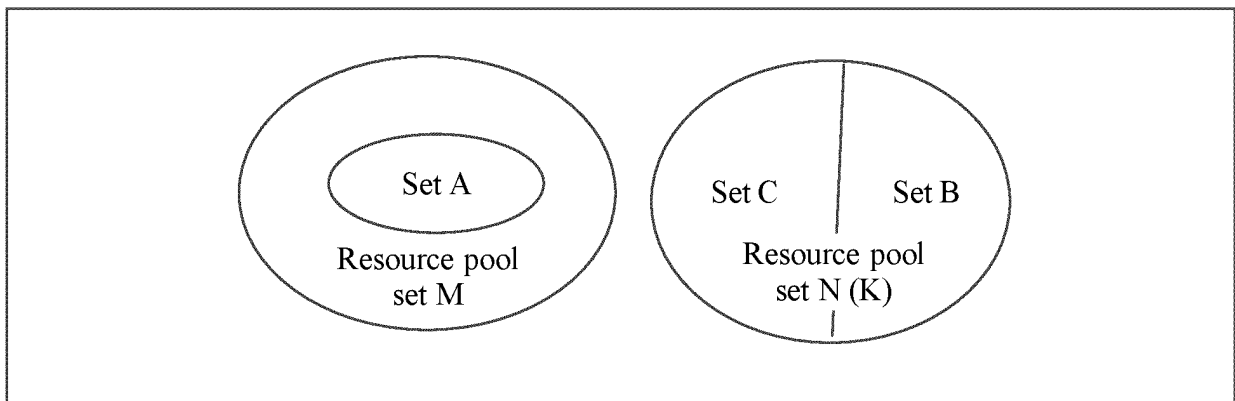 Set A
Resource pool
set M
Set C
Set B
Resource pool
set N (K)